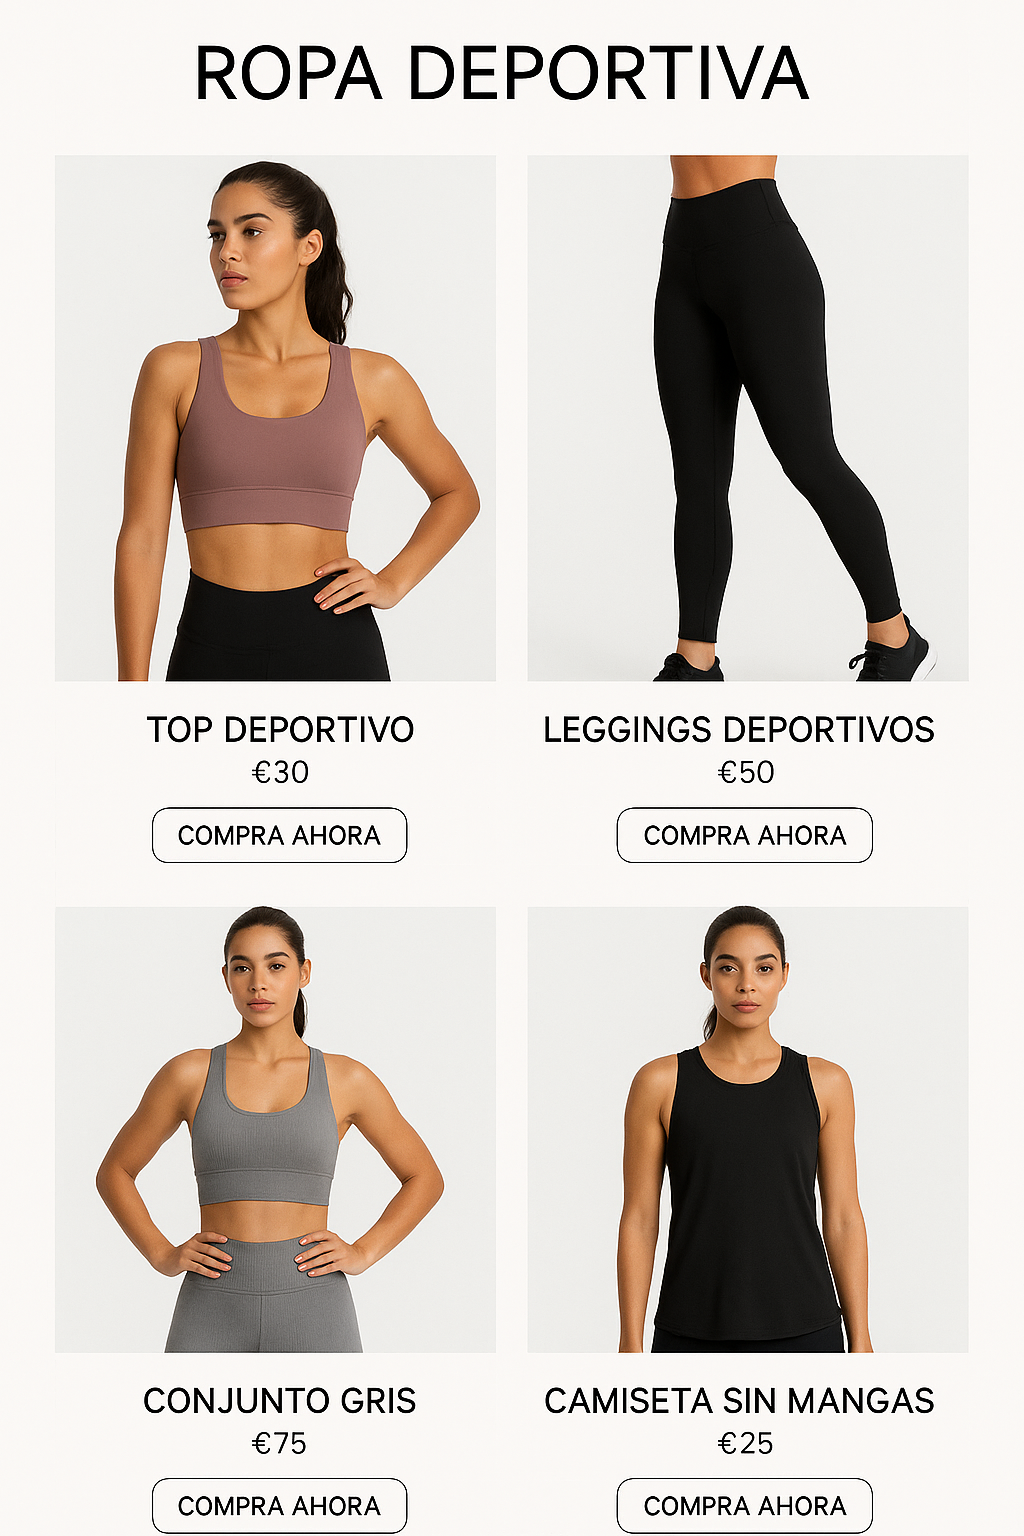 ROPA DEPORTIVA
TOP DEPORTIVO
€30
COMPRA AHORA
LEGGINGS DEPORTIVOS
€50
COMPRA AHORA
CONJUNTO GRIS
€75
COMPRA AHORA
CAMISETA SIN MANGAS
€25
COMPRA AHORA